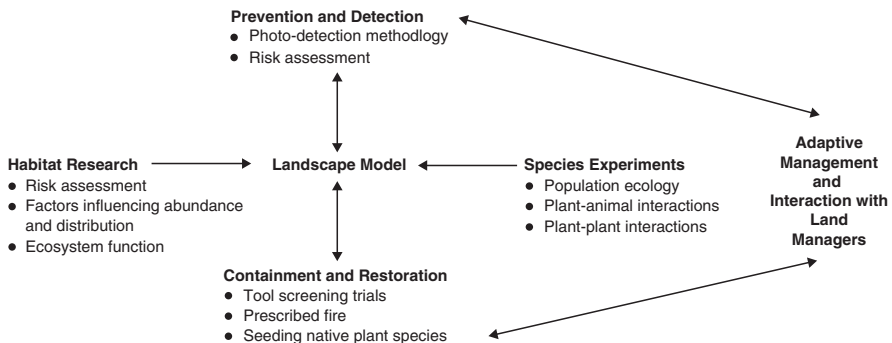 Prevention and Detection
● Photo-detection methodlogy
● Risk assessment
Habitat Research
● Risk assessment
● Factors influencing abundance
and distribution
● Ecosystem function
Landscape Model
Species Experiments
● Population ecology
● Plant-animal interactions
● Plant-plant interactions
Adaptive
Management
and
Interaction with
Land
Managers
Containment and Restoration
● Tool screening trials
● Prescribed fire
● Seeding native plant species